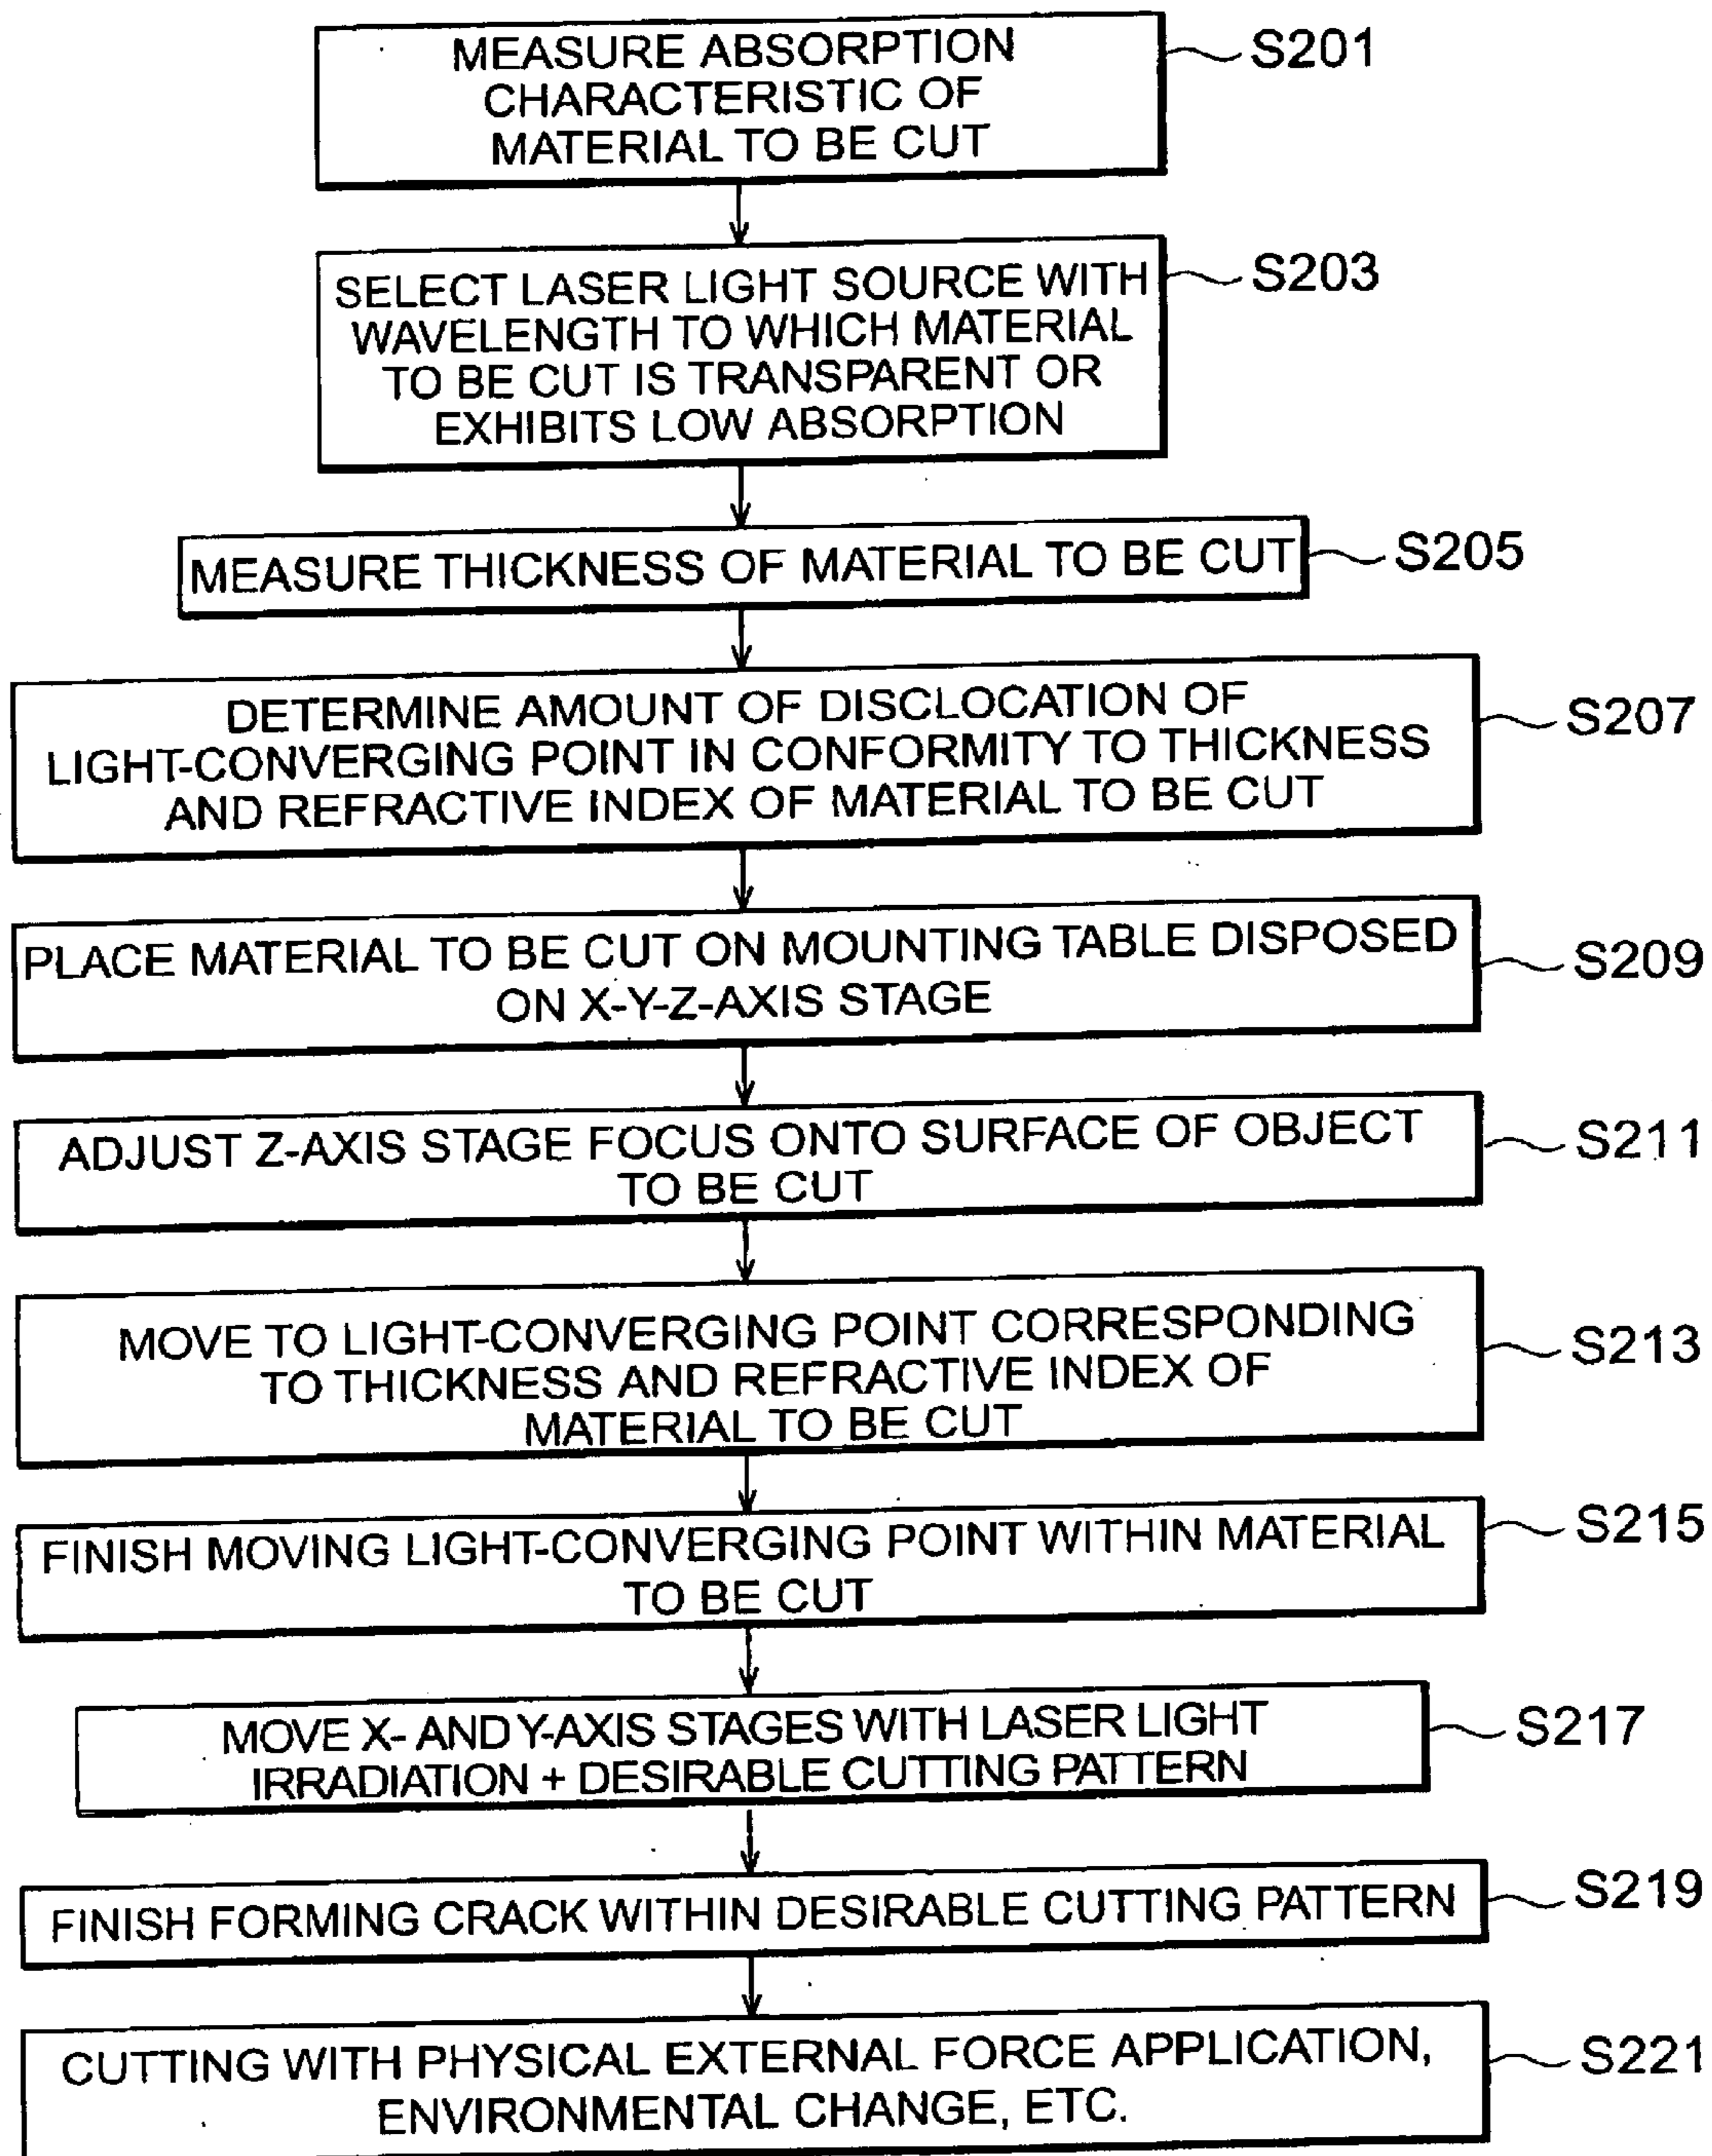 MEASURE ABSORPTION
CHARACTERISTIC OF
MATERIAL TO BE CUT
S201
SELECT LASER LIGHT SOURCE WITH
WAVELENGTH TO WHICH MATERIAL
TO BE CUT IS TRANSPARENT OR
EXHIBITS LOW ABSORPTION
S203
MEASURE THICKNESS OF MATERIAL TO BE CUT
S205
DETERMINE AMOUNT OF DISCLOCATION OF
LIGHT-CONVERGING POINT IN CONFORMITY TO THICKNESS
AND REFRACTIVE INDEX OF MATERIAL TO BE CUT
S207
PLACE MATERIAL TO BE CUT ON MOUNTING TABLE DISPOSED
ON X-Y-Z-AXIS STAGE
S209
ADJUST Z-AXIS STAGE FOCUS ONTO SURFACE OF OBJECT
TO BE CUT
S211
MOVE TO LIGHT-CONVERGING POINT CORRESPONDING
TO THICKNESS AND REFRACTIVE INDEX OF
MATERIAL TO BE CUT
S213
FINISH MOVING LIGHT-CONVERGING POINT WITHIN MATERIAL
TO BE CUT
S215
MOVE X- AND Y-AXIS STAGES WITH LASER LIGHT
IRRADIATION + DESIRABLE CUTTING PATTERN
S217
FINISH FORMING CRACK WITHIN DESIRABLE CUTTING PATTERN
S219
CUTTING WITH PHYSICAL EXTERNAL FORCE APPLICATION,
ENVIRONMENTAL CHANGE, ETC.
S221